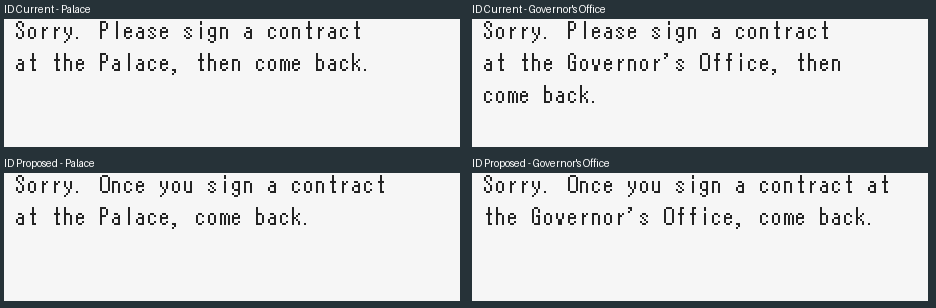 ID Current - Palace
Sorry. Please sign a contract
at the Palace, then come back.
ID Current - Governor's Office
Sorry. Please sign a contract
at the Governor's Office, then
come back.
ID Proposed - Palace
Sorry. Once you sign a contract
at the Palace, come back.
ID Proposed - Governor's Office
Sorry. Once you sign a contract at
the Governor's Office, come back.